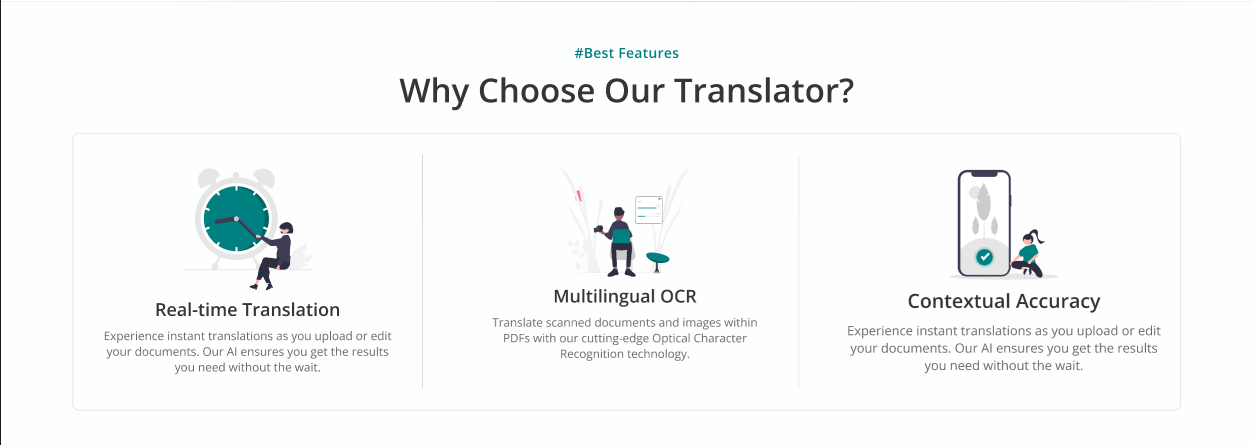 #Best Features
Why Choose Our Translator?
Real-time Translation
Experience instant translations as you upload or edit
your documents. Our AI ensures you get the results
you need without the wait.
Multilingual OCR
Translate scanned documents and images within
PDFs with our cutting-edge Optical Character
Recognition technology.
Contextual Accuracy
Experience instant translations as you upload or edit
your documents. Our AI ensures you get the results
you need without the wait.